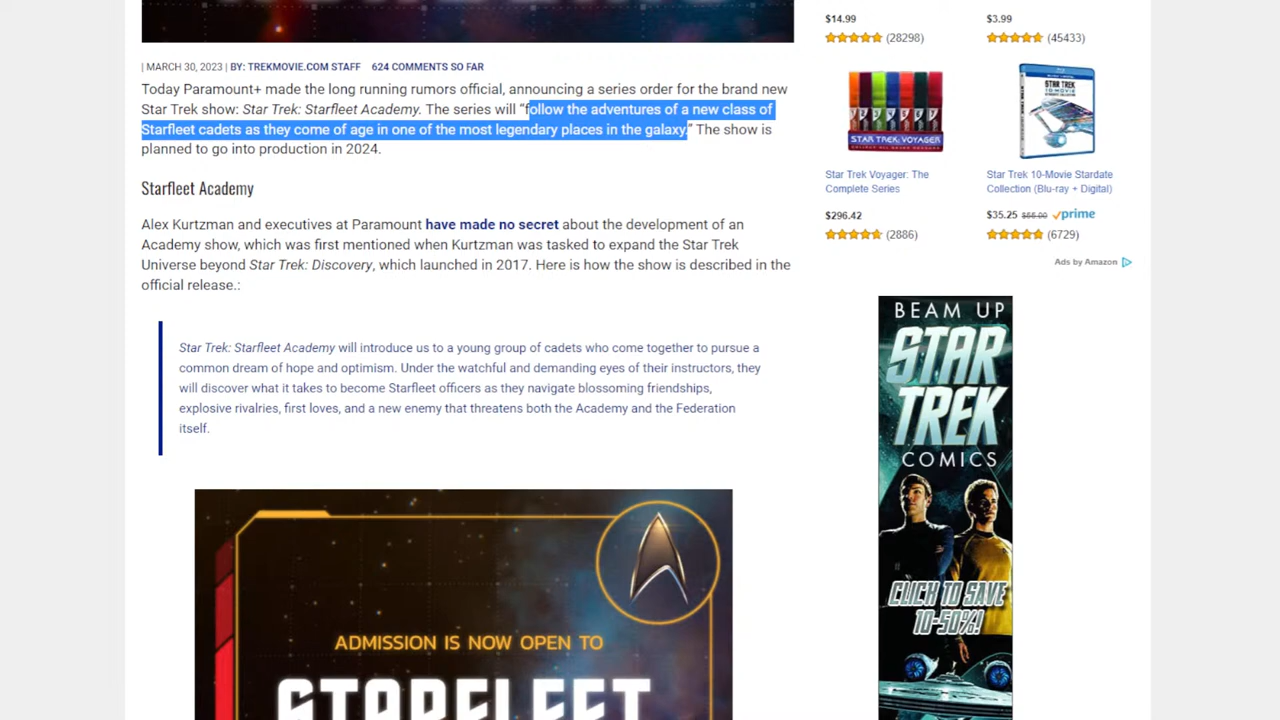 | MARCH 30, 2023 | BY: TREKMOVIE.COM STAFF 624 COMMENTS SO FAR
Today Paramount+ made the long running rumors official, announcing a series order for the brand new
Star Trek show: Star Trek: Starfleet Academy. The series will “follow the adventures of a new class of
Starfleet cadets as they come of age in one of the most legendary places in the galaxy.” The show is
planned to go into production in 2024.
Starfleet Academy
Alex Kurtzman and executives at Paramount have made no secret about the development of an
Academy show, which was first mentioned when Kurtzman was tasked to expand the Star Trek
Universe beyond Star Trek: Discovery, which launched in 2017. Here is how the show is described in the
official release.:
Star Trek: Starfleet Academy will introduce us to a young group of cadets who come together to pursue a
common dream of hope and optimism. Under the watchful and demanding eyes of their instructors, they
will discover what it takes to become Starfleet officers as they navigate blossoming friendships,
explosive rivalries, first loves, and a new enemy that threatens both the Academy and the Federation
itself.
ADMISSION IS NOW OPEN TO
STARFLEET
$14.99
(28298)
$3.99
(45433)
STAR TREK VOYAGER
Star Trek Voyager: The
Complete Series
$296.42
(2886)
STAR TREK
Star Trek 10-Movie Stardate
Collection (Blu-ray + Digital)
$35.25 $55.00 prime
(6729)
Ads by Amazon
BEAM UP
STAR
TREK
COMICS
CLICK TO SAVE
10-50%!